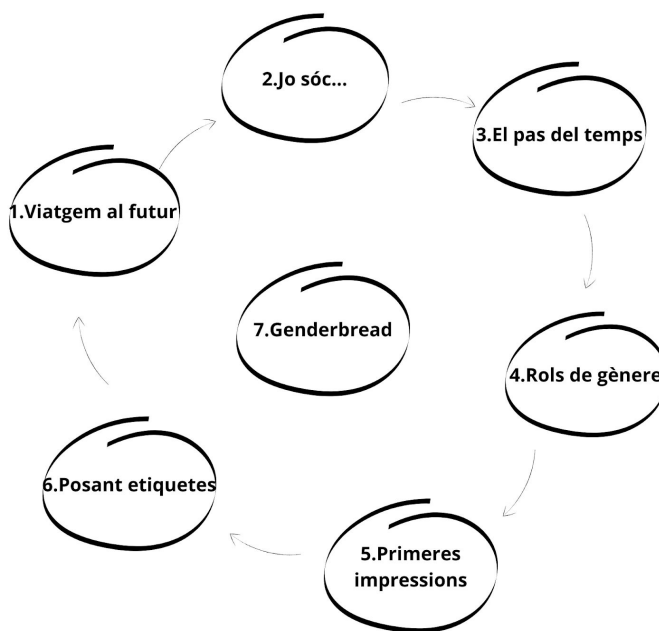 1.Viatgem al futur
2.Jo sóc...
3.El pas del temps
4.Rols de gènere
5.Primeres
impressions
6.Posant etiquetes
7.Genderbread